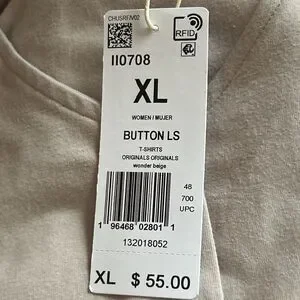 CHUSRFIV02
RFID
II0708
XL
WOMEN / MUJER
BUTTON LS
T-SHIRTS
ORIGINALS ORIGINALS
wonder beige
48
700
UPC
1 96468 02801 1
132018052
XL $ 55.00